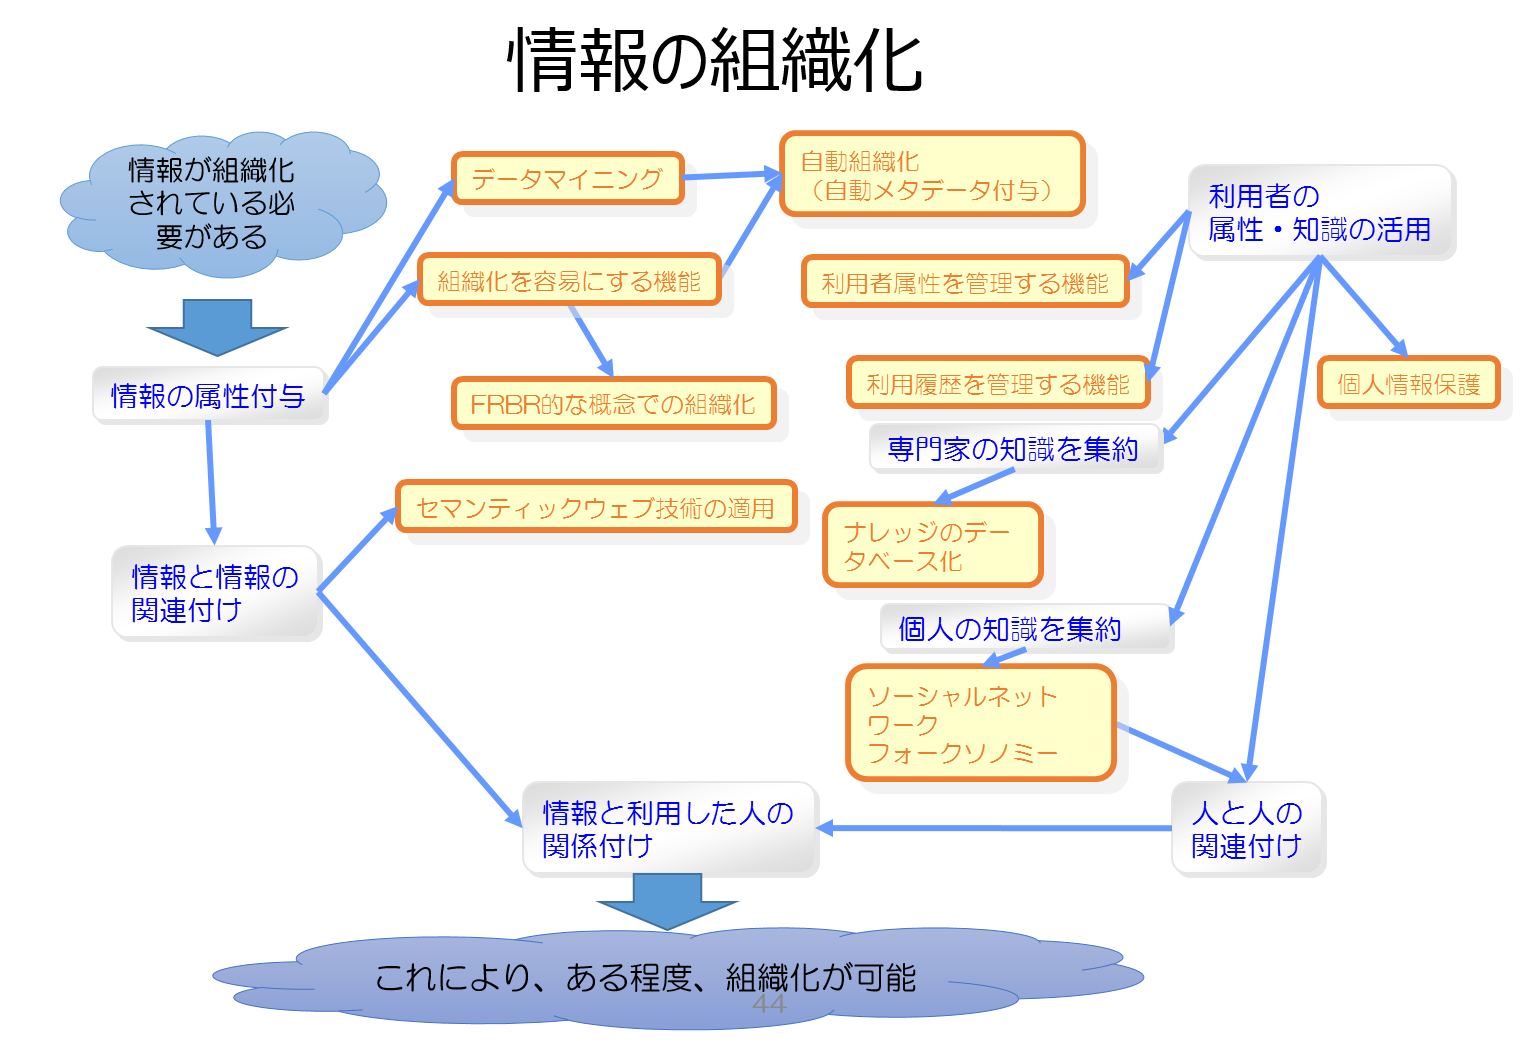 情報の組織化
情報が組織化
されている必
要がある
データマイニング
自動組織化
（自動メタデータ付与）
利用者の
属性・知識の活用
組織化を容易にする機能
利用者属性を管理する機能
情報の属性付与
FRBR的な概念での組織化
利用履歴を管理する機能
個人情報保護
専門家の知識を集約
セマンティックウェブ技術の適用
ナレッジのデー
タベース化
情報と情報の
関連付け
個人の知識を集約
ソーシャルネット
ワーク
フォークソノミー
情報と利用した人の
関係付け
人と人の
関連付け
これにより、ある程度、組織化が可能
44